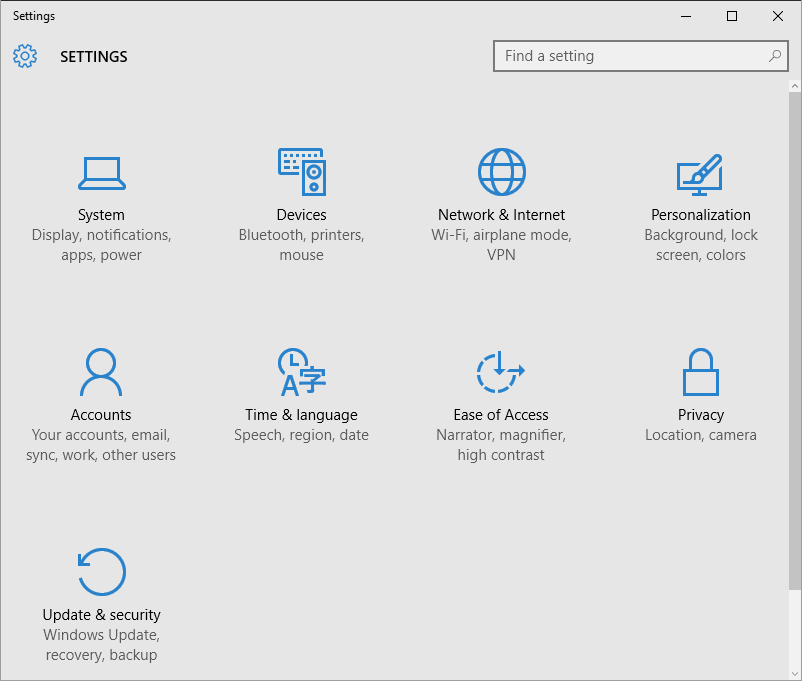 Settings
SETTINGS
Find a setting
System
Display, notifications,
apps, power
Devices
Bluetooth, printers,
mouse
Network & Internet
Wi-Fi, airplane mode,
VPN
Personalization
Background, lock
screen, colors
Accounts
Your accounts, email,
sync, work, other users
A字
Time & language
Speech, region, date
Ease of Access
Narrator, magnifier,
high contrast
Privacy
Location, camera
Update & security
Windows Update,
recovery, backup